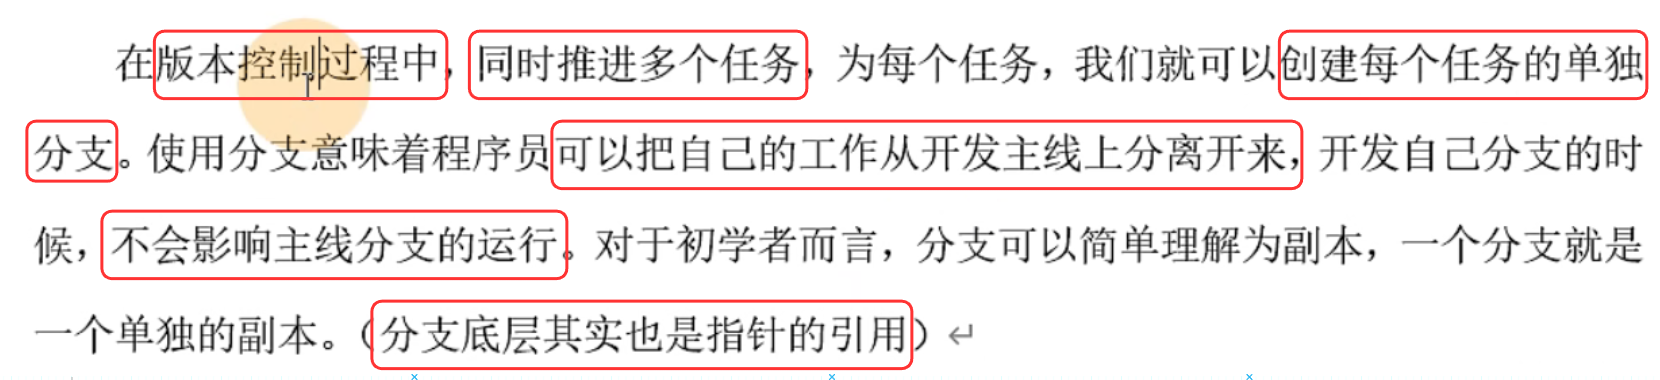 在版本控制过程中，同时推进多个任务，为每个任务，我们就可以创建每个任务的单独
分支。使用分支意味着程序员可以把自己的工作从开发主线上分离开来，开发自己分支的时
候，不会影响主线分支的运行。对于初学者而言，分支可以简单理解为副本，一个分支就是
一个单独的副本。（分支底层其实也是指针的引用）